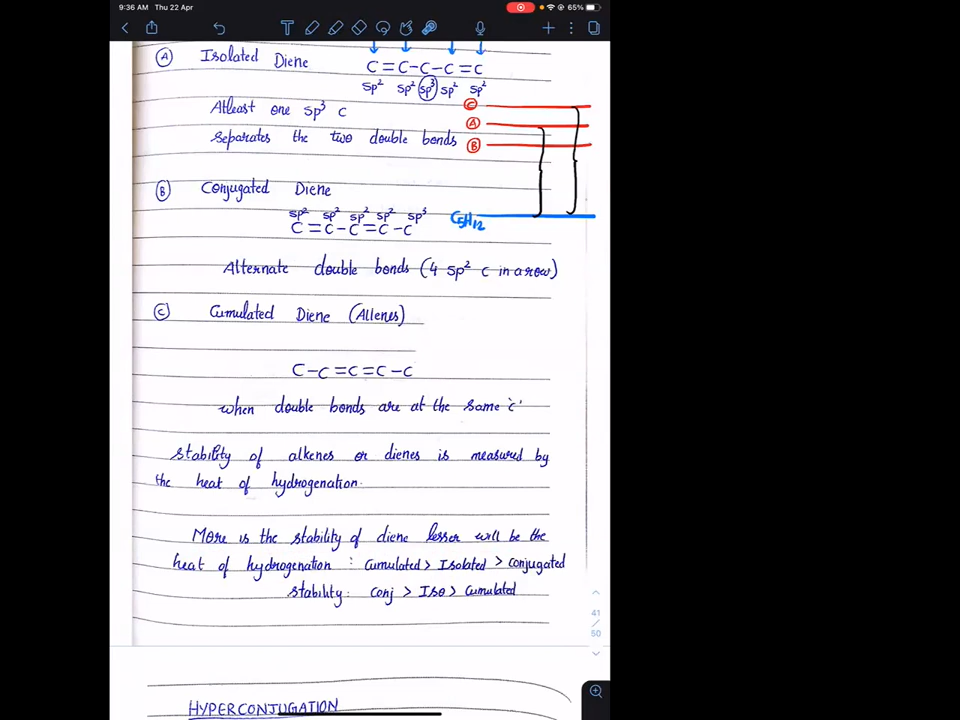 9:36 AM Thu 22 Apr
65%
(A) Isolated Diene
C = C - C - C = C
sp² sp² sp³ sp² sp²
Atleast one sp³ C
separates the two double bonds
C
A
B
C5H12
(B) Conjugated Diene
sp² sp² sp² sp² sp³
C = C - C = C - C
Alternate double bonds (4 sp² C in a row)
(C) Cumulated Diene (Allenes)
C - C = C = C - C
when double bonds are at the same 'c'
stability of alkenes or dienes is measured by
the heat of hydrogenation.
More is the stability of diene lesser will be the
heat of hydrogenation : cumulated > Isolated > conjugated
stability: conj > Iso > Cumulated
41
/
50
HYPERCONJUGATION